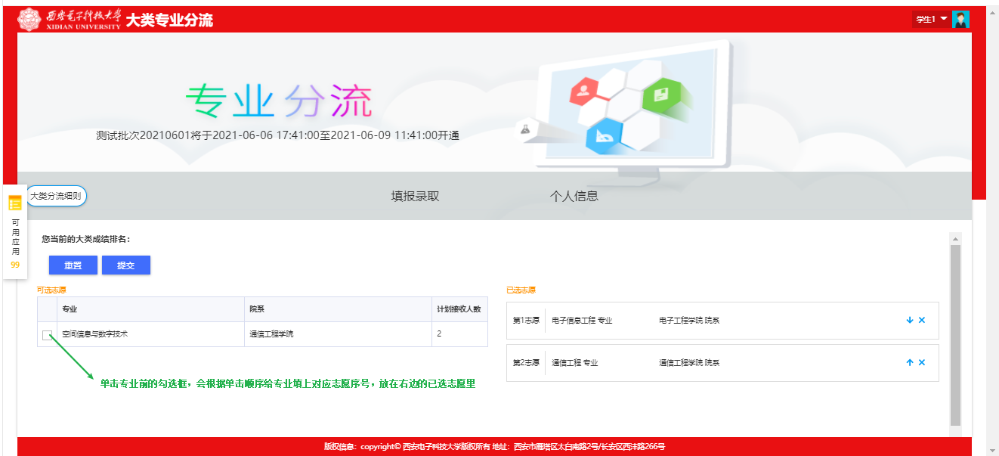 西安电子科技大学
XIDIAN UNIVERSITY
大类专业分流
学生1
专业分流
测试批次20210601将于2021-06-06 17:41:00至2021-06-09 11:41:00开通
大类分流细则
填报录取
个人信息
可用应用
99
您当前的大类成绩排名：
重置
提交
可选志愿
专业 院系 计划接收人数
空间信息与数字技术 通信工程学院 2
单击专业前的勾选框，会根据单击顺序给专业填上对应志愿序号，放在右边的已选志愿里
已选志愿
第1志愿 电子信息工程 专业 电子工程学院 院系
第2志愿 通信工程 专业 通信工程学院 院系
版权信息：copyright© 西安电子科技大学版权所有 地址：西安市雁塔区太白南路2号/长安区西沣路266号